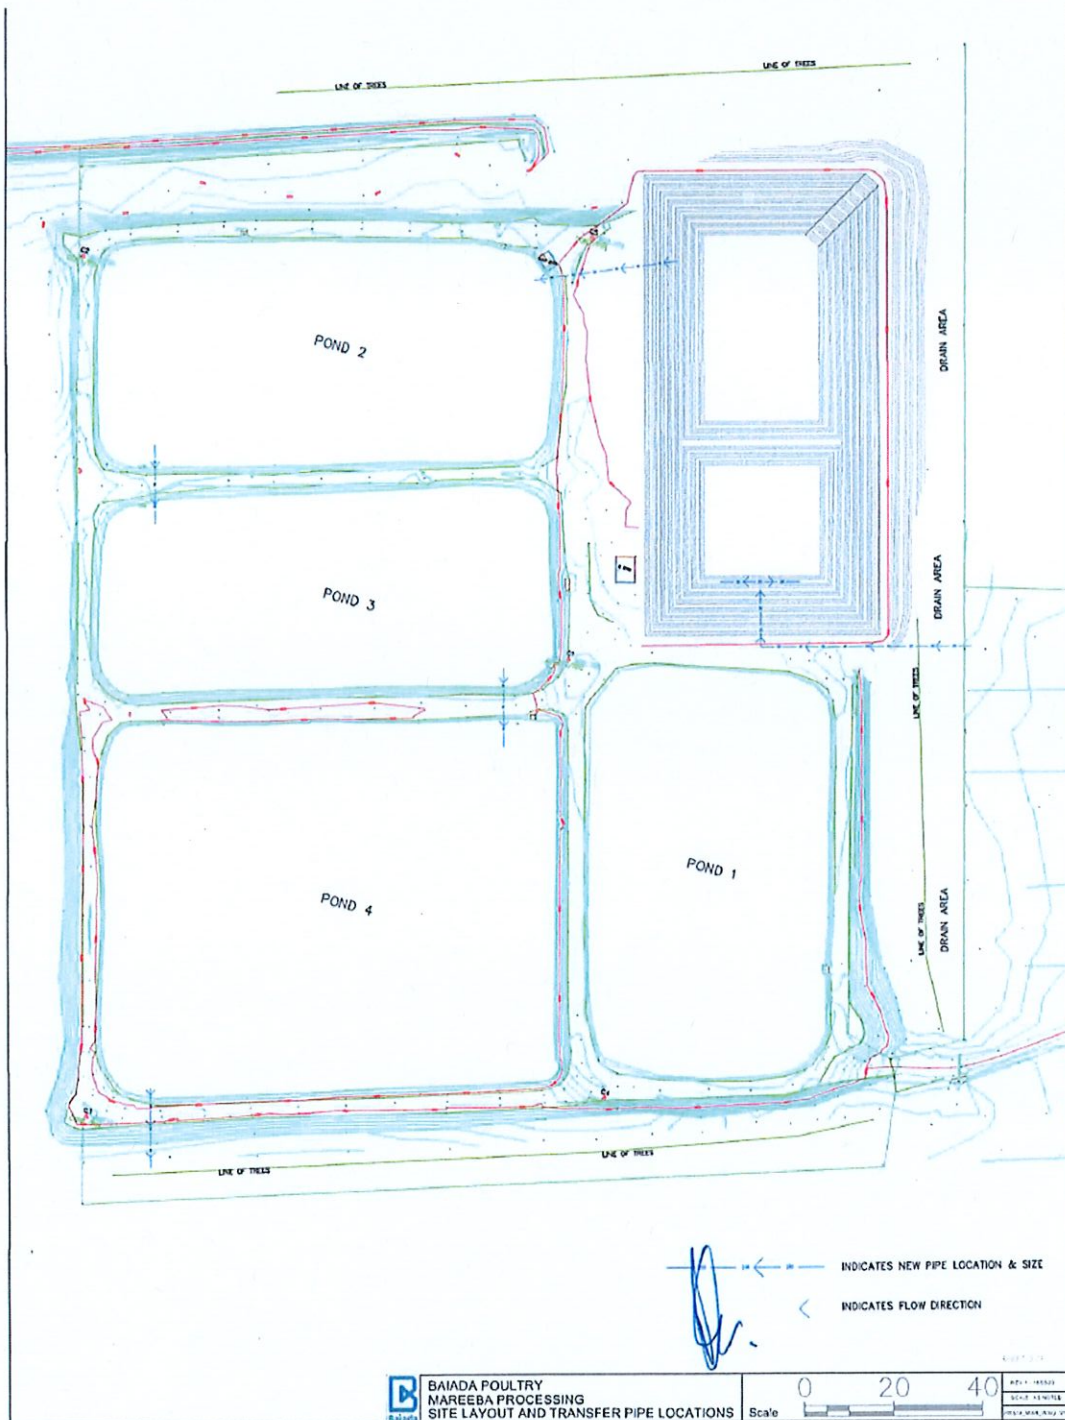 LINE OF TREES
LINE OF TREES
POND 2
DRAIN AREA
POND 3
DRAIN AREA
LINE OF TREES
POND 1
POND 4
LINE OF TREES
DRAIN AREA
LINE OF TREES
LINE OF TREES
INDICATES NEW PIPE LOCATION & SIZE
INDICATES FLOW DIRECTION
BAIADA POULTRY
MAREEBA PROCESSING
SITE LAYOUT AND TRANSFER PIPE LOCATIONS
Baiada
Scale
0 20 40